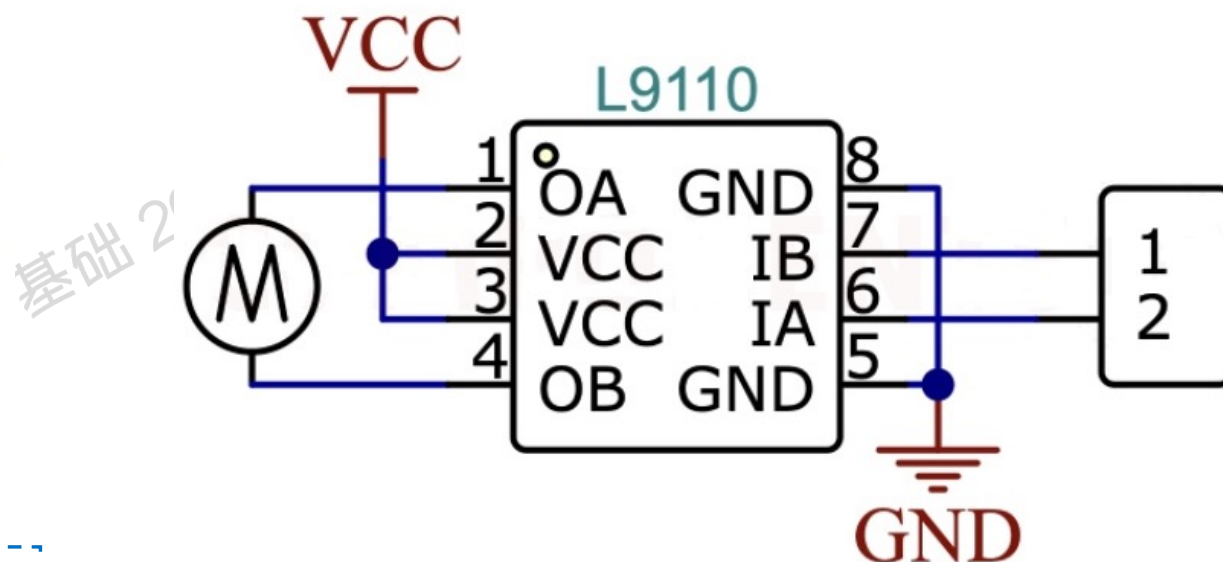 VCC
L9110
1 OA GND 8
2 VCC IB 7 1
3 VCC IA 6 2
4 OB GND 5
M
GND
基础